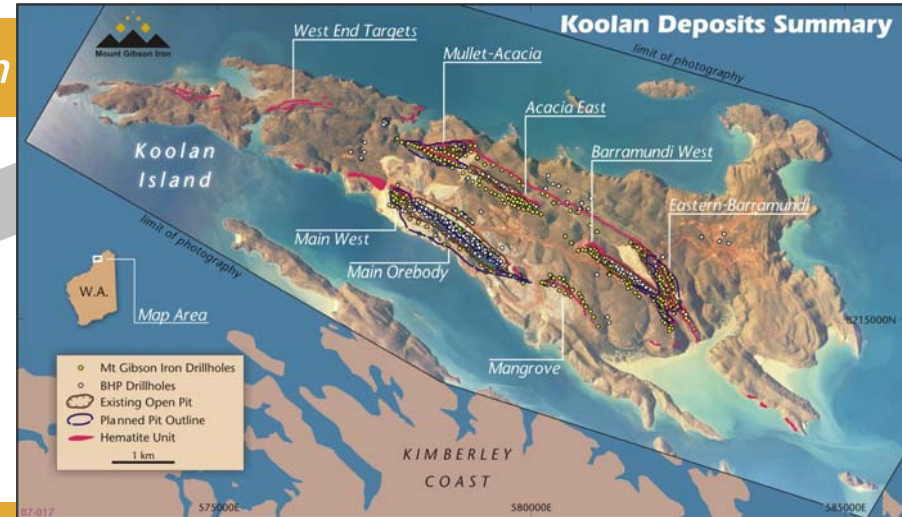 Koolan Deposits Summary
Mount Gibson Iron
n
West End Targets
limit of photography
Mullet-Acacia
Acacia East
Barramundi West
Koolan
Island
Eastern-Barramundi
Main West
limit of photography
Main Orebody
W.A.
Map Area
8215000N
Mangrove
Mt Gibson Iron Drillholes
BHP Drillholes
Existing Open Pit
Planned Pit Outline
Hematite Unit
1 km
KIMBERLEY
COAST
07-017
575000E
580000E
585000E